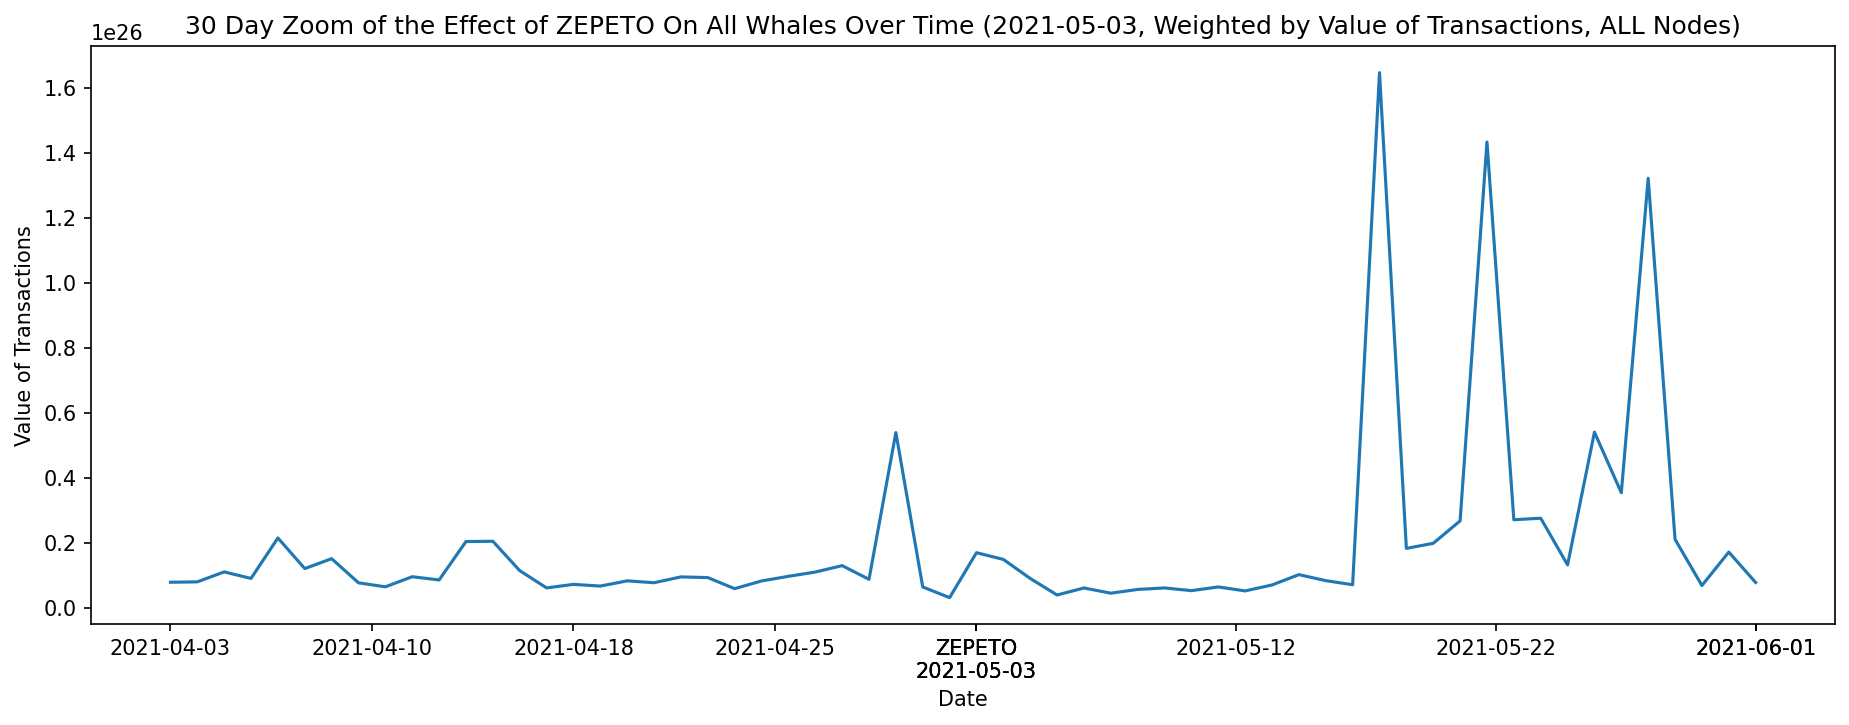 30 Day Zoom of the Effect of ZEPETO On All Whales Over Time (2021-05-03, Weighted by Value of Transactions, ALL Nodes)
1e26
1.6
1.4
1.2
1.0
0.8
0.6
0.4
0.2
0.0
Value of Transactions
2021-04-03 2021-04-10 2021-04-18 2021-04-25 ZEPETO 2021-05-12 2021-05-22 2021-06-01
2021-05-03
Date